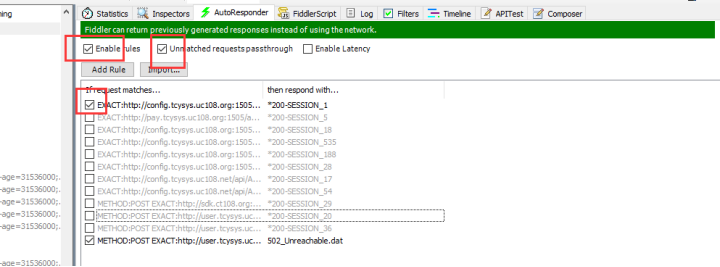 ning
Statistics Inspectors AutoResponder FiddlerScript Log Filters Timeline APITest Composer
Fiddler can return previously generated responses instead of using the network.
Enable rules Unmatched requests passthrough Enable Latency
Add Rule Import...
If request matches... then respond with...
EXACT:http://config.tcysys.uc108.org:1505... *200-SESSION_1
EXACT:http://pay.tcysys.uc108.org:1505/a... *200-SESSION_5
EXACT:http://config.tcysys.uc108.org:1505... *200-SESSION_18
EXACT:http://config.tcysys.uc108.org:1505... *200-SESSION_535
EXACT:http://config.tcysys.uc108.org:1505... *200-SESSION_188
EXACT:http://config.tcysys.uc108.org:1505... *200-SESSION_28
-age=31536000;... EXACT:http://config.tcysys.uc108.net/api/A... *200-SESSION_17
-age=31536000;... EXACT:http://config.tcysys.uc108.net/api/A... *200-SESSION_54
-age=31536000;... METHOD:POST EXACT:http://sdk.ct108.org:... *200-SESSION_29
-age=31536000;... METHOD:POST EXACT:http://user.tcysys.uc... *200-SESSION_20
-age=31536000;... METHOD:POST EXACT:http://user.tcysys.uc... *200-SESSION_36
METHOD:POST EXACT:http://user.tcysys.uc... 502_Unreachable.dat